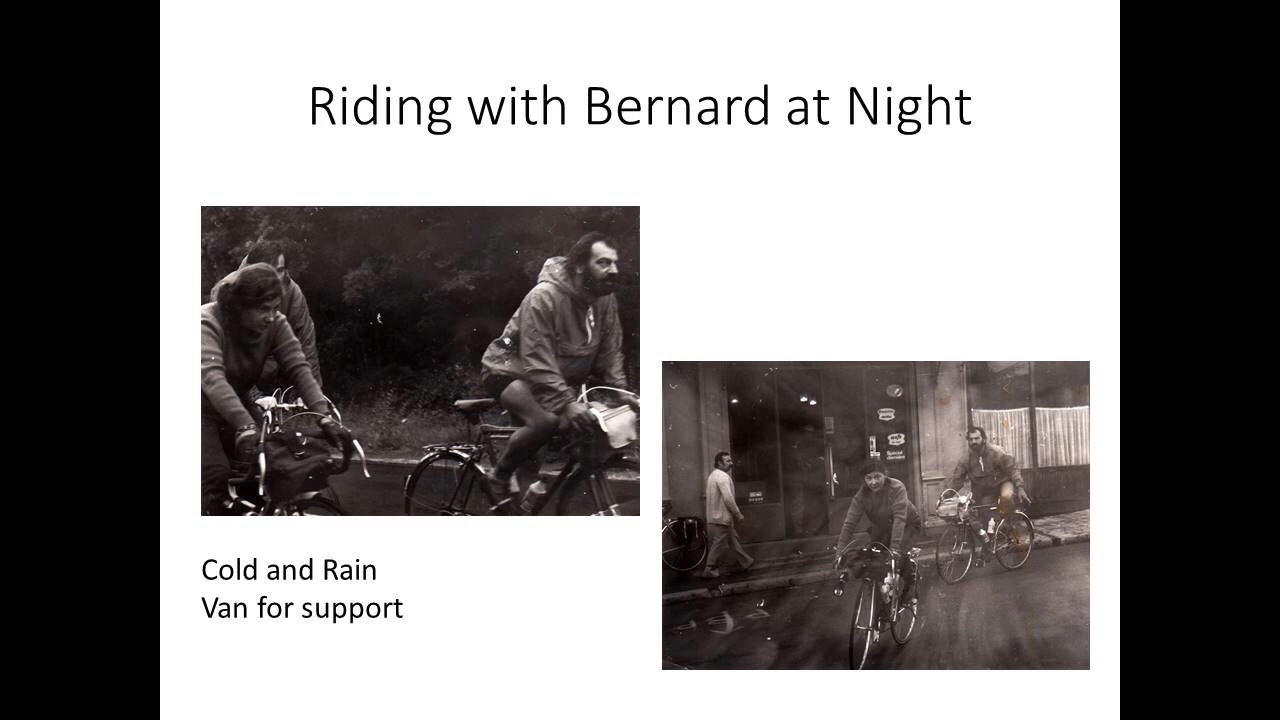 Riding with Bernard at Night
Cold and Rain
Van for support